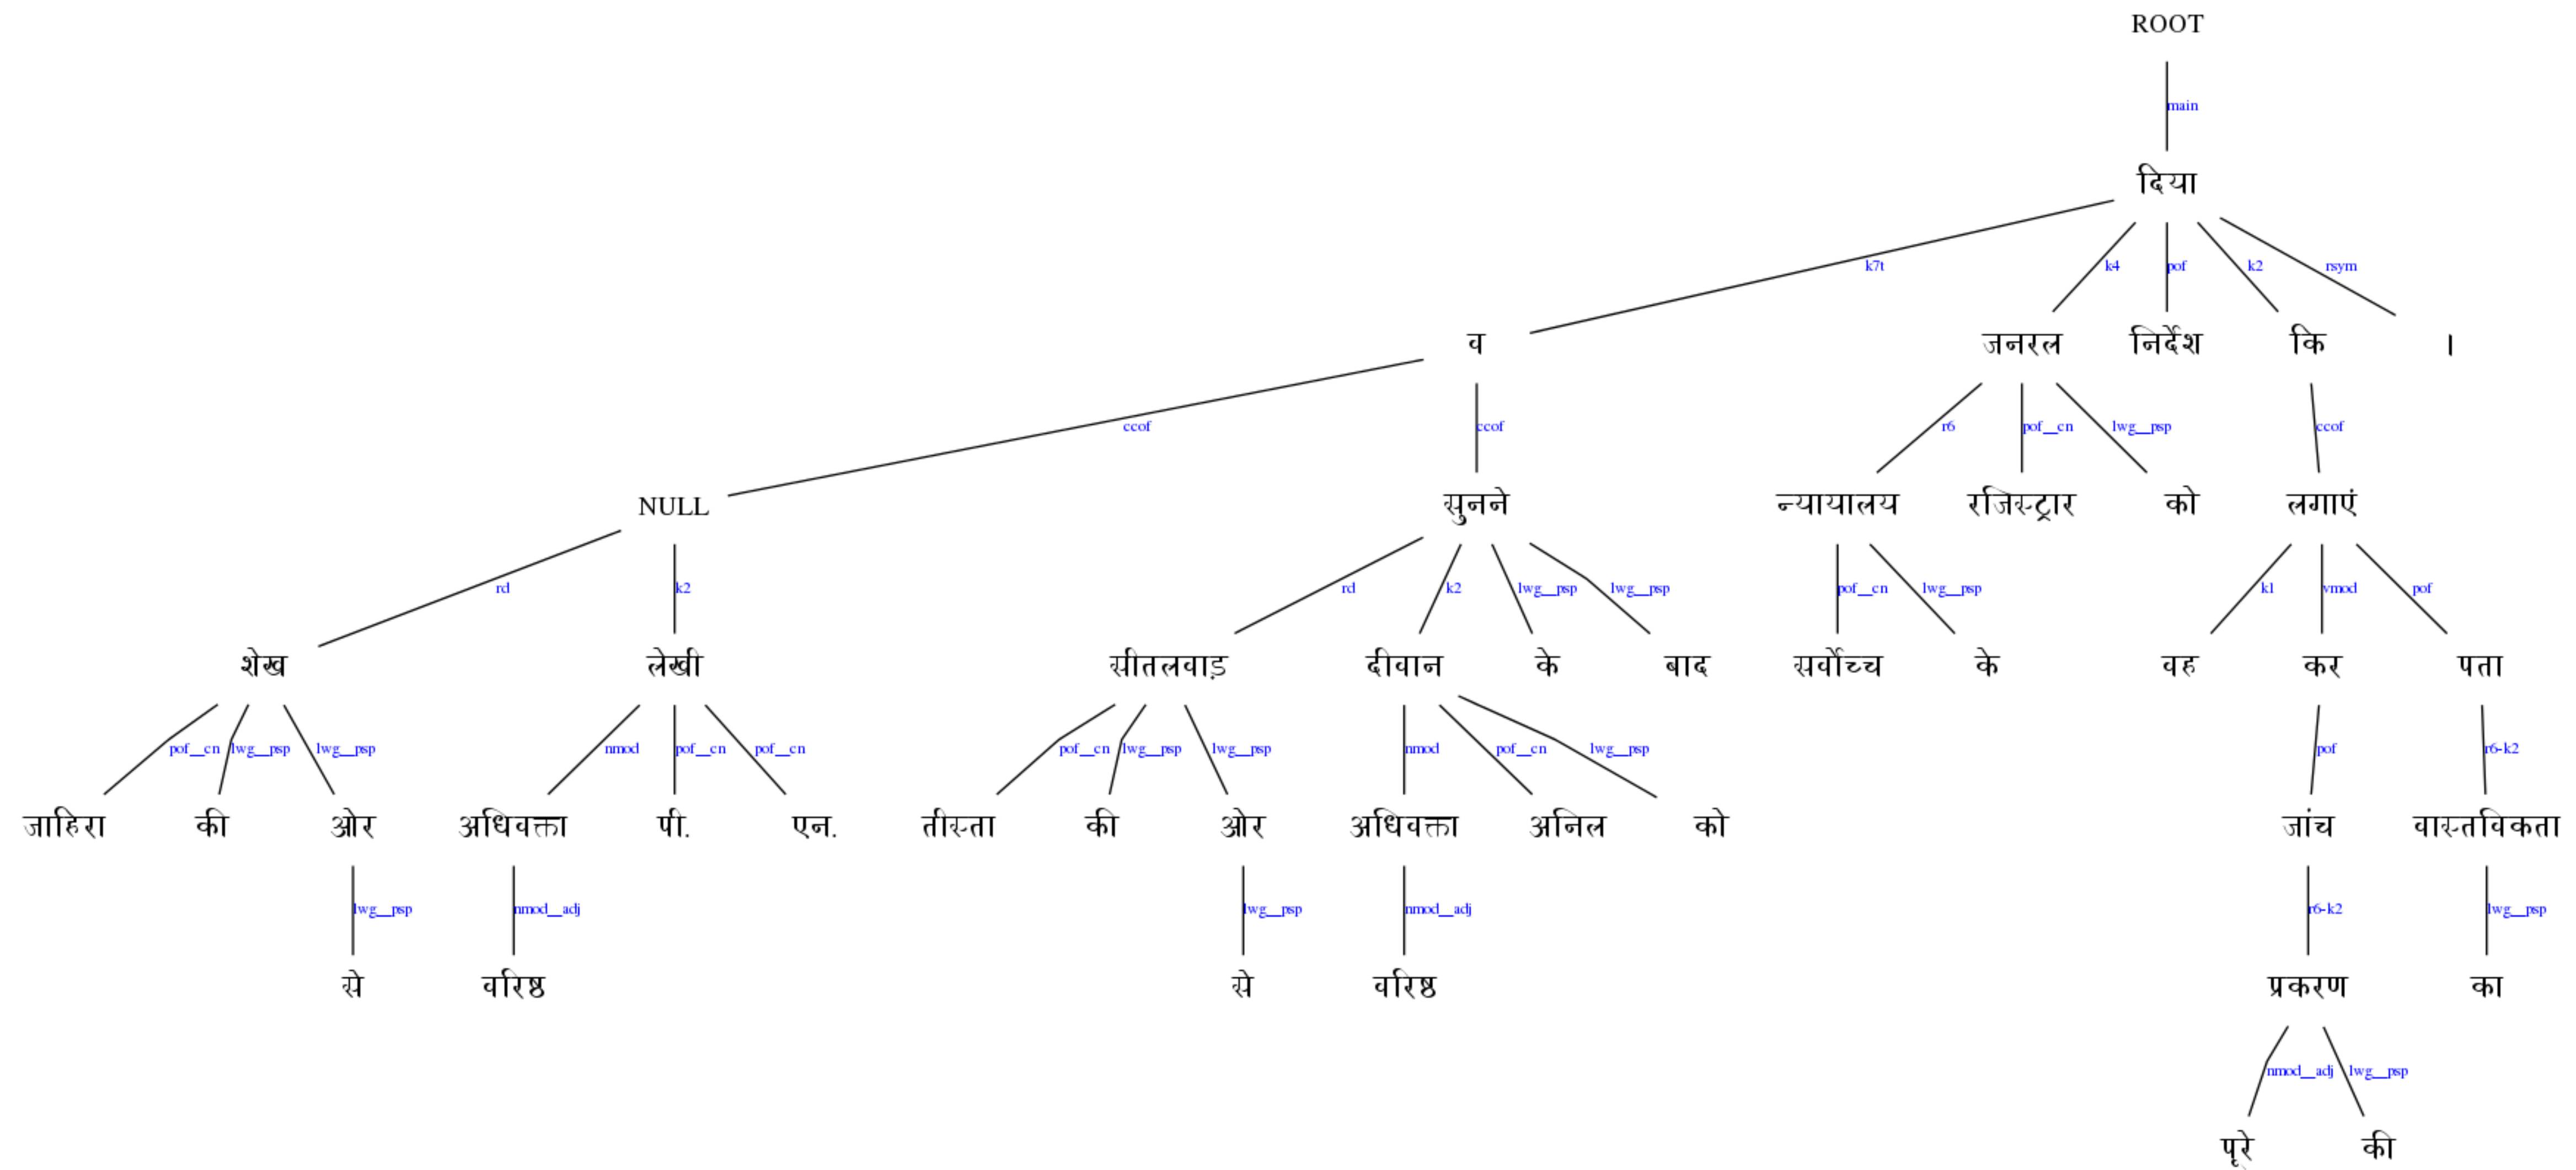 ROOT
main
दिया
k7t k4 pof k2 rsym
व जनरल निर्देश कि ।
ccof ccof r6 pof__cn lwg__psp ccof
NULL सुनने न्यायालय रजिस्ट्रार को लगाएं
rd k2 rd k2 lwg__psp lwg__psp pof__cn lwg__psp k1 vmod pof
शेख लेखी सीतलवाड़ दीवान के बाद सर्वोच्च के वह कर पता
pof__cn lwg__psp lwg__psp nmod pof__cn pof__cn pof__cn lwg__psp lwg__psp nmod pof__cn lwg__psp pof r6-k2
जाहिरा की ओर अधिवक्ता पी. एन. तीस्ता की ओर अधिवक्ता अनिल को जांच वास्तविकता
lwg__psp nmod__adj lwg__psp nmod__adj r6-k2 lwg__psp
से वरिष्ठ से वरिष्ठ प्रकरण का
nmod__adj lwg__psp
पूरे की